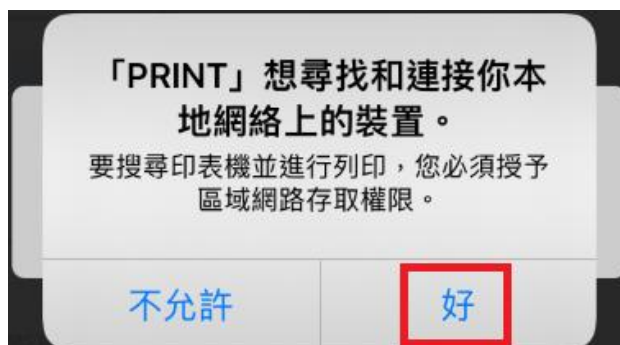 「PRINT」想尋找和連接你本
地網絡上的裝置。
要搜尋印表機並進行列印，您必須授予
區域網路存取權限。
不允許
好